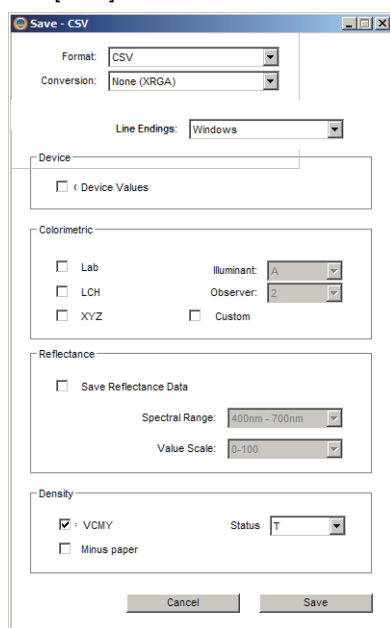 Save - CSV
Format: CSV
Conversion: None (XRGA)
Line Endings: Windows
Device
Device Values
Colorimetric
Lab Illuminant: A
LCH Observer: 2
XYZ Custom
Reflectance
Save Reflectance Data
Spectral Range: 400nm - 700nm
Value Scale: 0-100
Density
VCMY Status T
Minus paper
Cancel Save